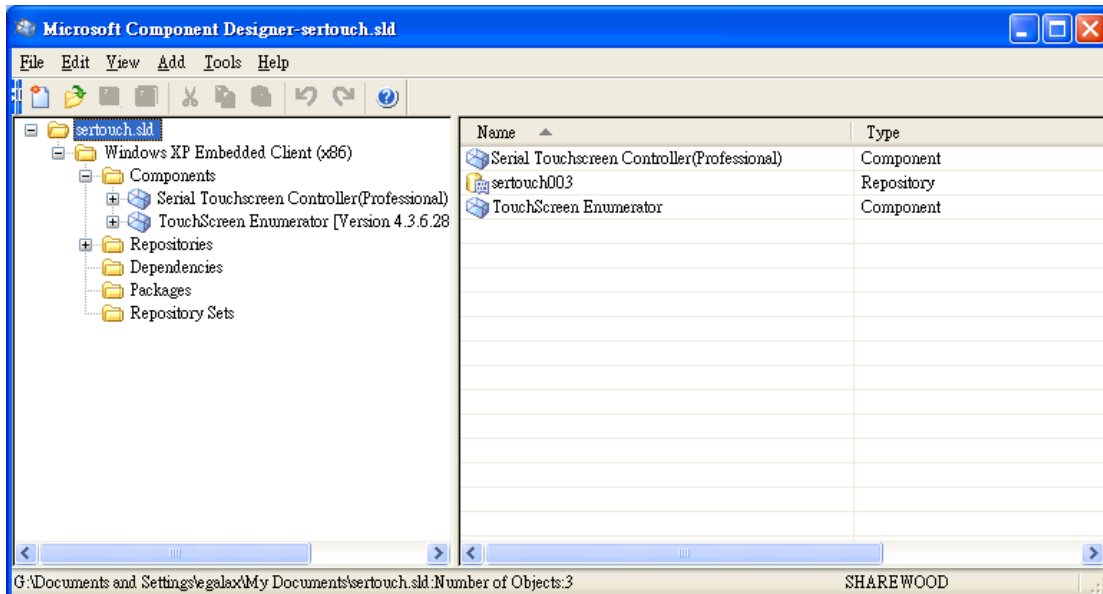 Microsoft Component Designer-sertouch.sld
File Edit View Add Tools Help
sertouch.sld
Windows XP Embedded Client (x86)
Components
Serial Touchscreen Controller(Professional)
TouchScreen Enumerator [Version 4.3.6.28
Repositories
Dependencies
Packages
Repository Sets
Name Type
Serial Touchscreen Controller(Professional) Component
sertouch003 Repository
TouchScreen Enumerator Component
G:\Documents and Settings\egalax\My Documents\sertouch.sld:Number of Objects:3 SHAREWOOD